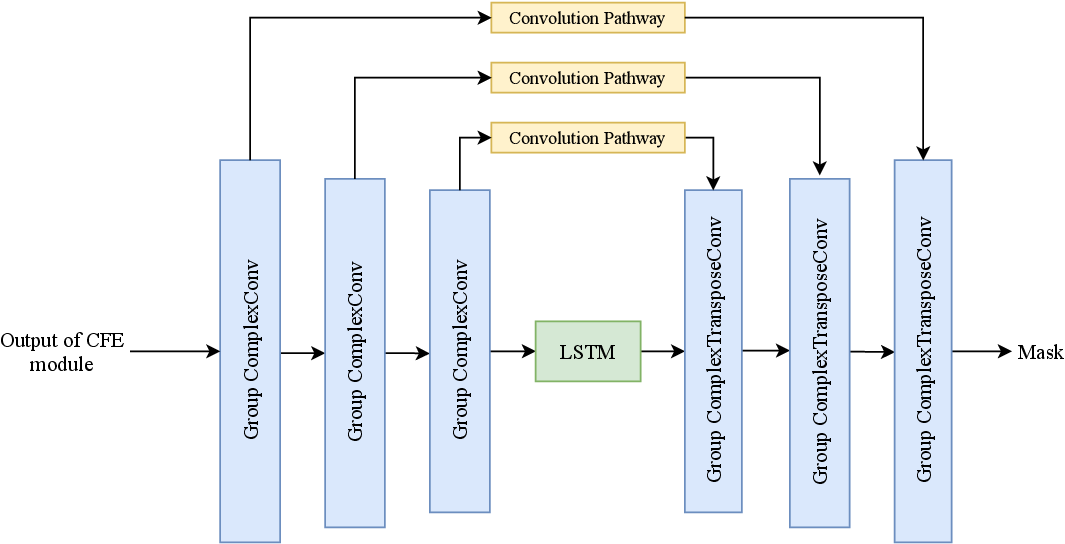 Convolution Pathway
Convolution Pathway
Convolution Pathway
Output of CFE
module
Group ComplexConv
Group ComplexConv
Group ComplexConv
LSTM
Group ComplexTransposeConv
Group ComplexTransposeConv
Group ComplexTransposeConv
Mask